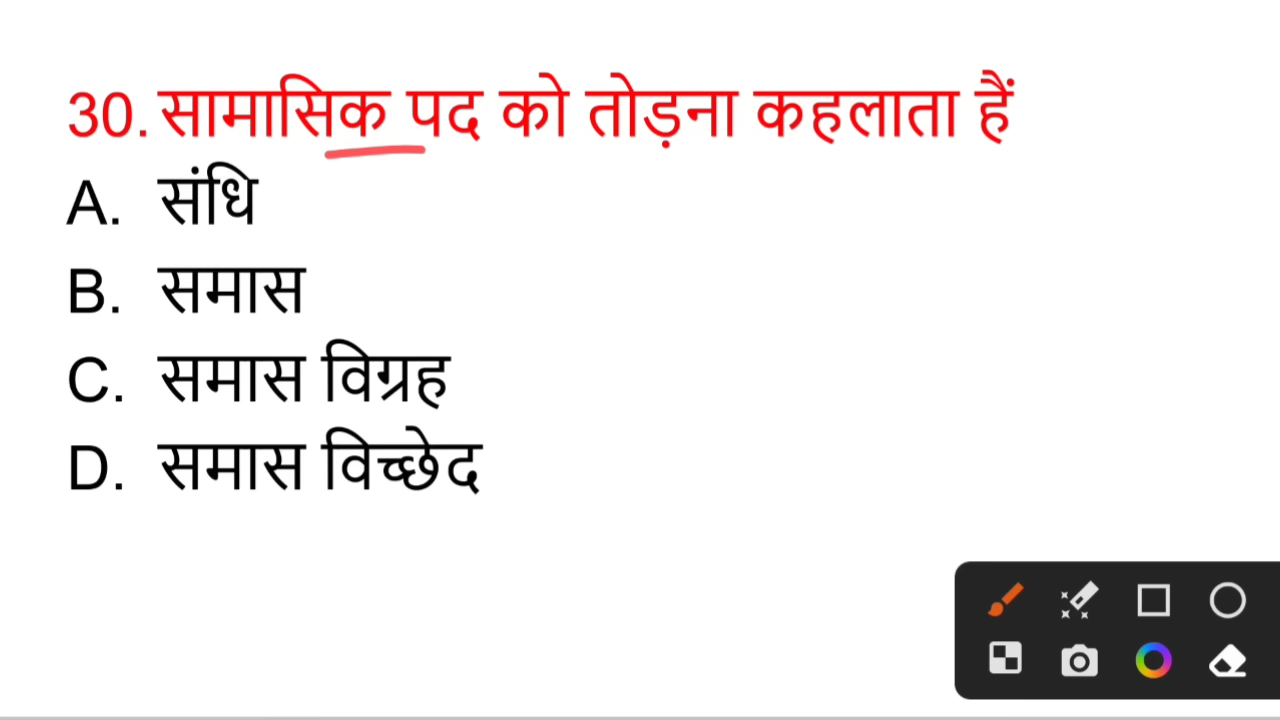 30. सामासिक पद को तोड़ना कहलाता हैं
A. संधि
B. समास
C. समास विग्रह
D. समास विच्छेद